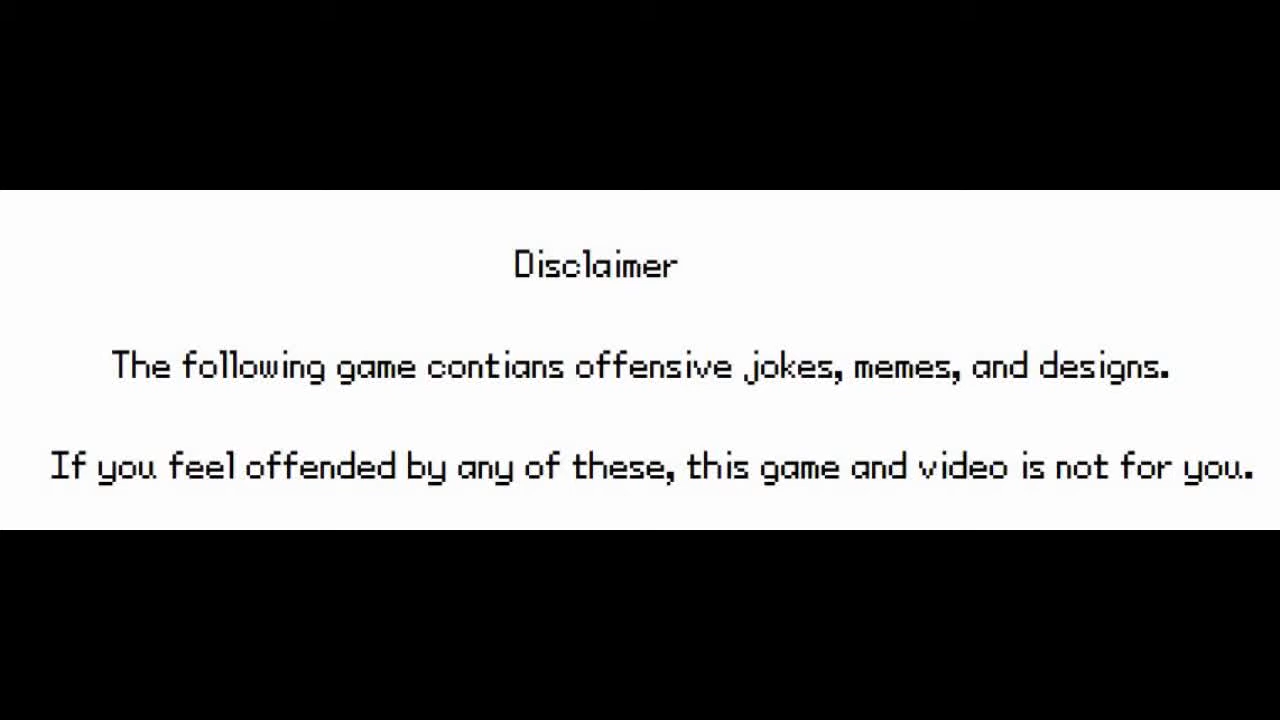 Disclaimer
The following game contians offensive jokes, memes, and designs.
If you feel offended by any of these, this game and video is not for you.